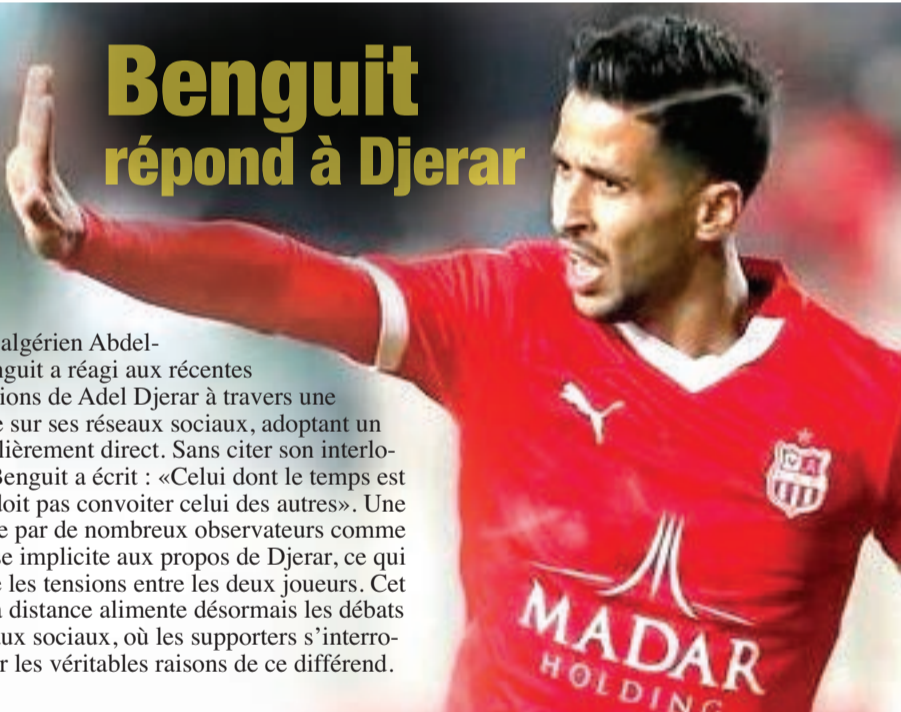 Benguit
répond à Djerar
algérien Abdel-
nguit a réagi aux récentes
tions de Adel Djerar à travers une
e sur ses réseaux sociaux, adoptant un
lièrement direct. Sans citer son interlo-
Benguit a écrit : «Celui dont le temps est
doit pas convoiter celui des autres». Une
e par de nombreux observateurs comme
se implicite aux propos de Djerar, ce qui
e les tensions entre les deux joueurs. Cet
à distance alimente désormais les débats
aux sociaux, où les supporters s’interro-
r les véritables raisons de ce différend.
MADAR
HOLDING